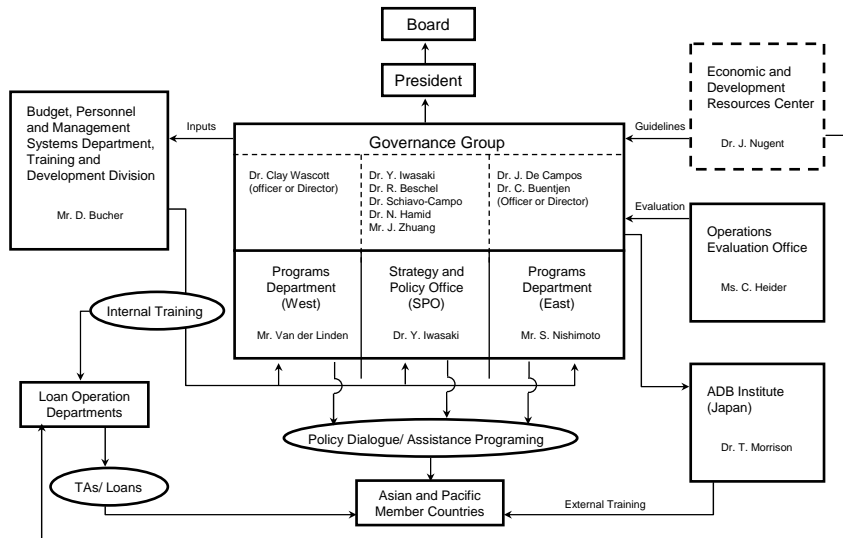 Board
President
Economic and
Development
Resources Center
Dr. J. Nugent
Budget, Personnel
and Management
Systems Department,
Training and
Development Division
Mr. D. Bucher
Inputs
Governance Group
Guidelines
Dr. Clay Wascott
(officer or Director)
Dr. Y. Iwasaki
Dr. R. Beschel
Dr. Schiavo-Campo
Dr. N. Hamid
Mr. J. Zhuang
Dr. J. De Campos
Dr. C. Buentjen
(Officer or Director)
Evaluation
Operations
Evaluation Office
Ms. C. Heider
Programs
Department
(West)
Mr. Van der Linden
Strategy and
Policy Office
(SPO)
Dr. Y. Iwasaki
Programs
Department
(East)
Mr. S. Nishimoto
Internal Training
Loan Operation
Departments
ADB Institute
(Japan)
Dr. T. Morrison
Policy Dialogue/ Assistance Programing
TAs/ Loans
Asian and Pacific
Member Countries
External Training